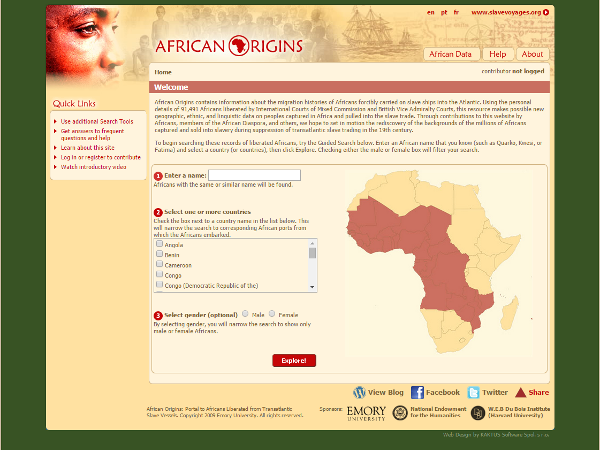 en pt fr www.slavevoyages.org
AFRICAN ORIGINS
African Data Help About
Home contributor not logged
Welcome
Quick Links
Use additional Search Tools
Get answers to frequent
questions and help
Learn about this site
Log in or register to contribute
Watch introductory video
African Origins contains information about the migration histories of Africans forcibly carried on slave ships into the Atlantic. Using the personal
details of 91,491 Africans liberated by International Courts of Mixed Commission and British Vice Admiralty Courts, this resource makes possible new
geographic, ethnic, and linguistic data on peoples captured in Africa and pulled into the slave trade. Through contributions to this website by
Africans, members of the African Diaspora, and others, we hope to set in motion the rediscovery of the backgrounds of the millions of Africans
captured and sold into slavery during suppression of transatlantic slave trading in the 19th century.
To begin searching these records of liberated Africans, try the Guided Search below. Enter an African name that you know (such as Quarko, Kwesi, or
Fatima) and select a country (or countries), then click Explore. Checking either the male or female box will filter your search.
1 Enter a name:
Africans with the same or similar name will be found.
2 Select one or more countries
Check the box next to a country name in the list below. This
will narrow the search to corresponding African ports from
which the Africans embarked.
Angola
Benin
Cameroon
Congo
Congo (Democratic Republic of the)
3 Select gender (optional) Male Female
By selecting gender, you will narrow the search to show only
male or female Africans.
Explore!
View Blog Facebook Twitter Share
African Origins: Portal to Africans Liberated from Transatlantic
Slave Vessels. Copyright 2009 Emory University. All rights reserved.
Sponsors:
EMORY
UNIVERSITY
National Endowment
for the Humanities
W.E.B Du Bois Institute
(Harvard University)
Web Design by KAKTUS Software Spol. s r.o.